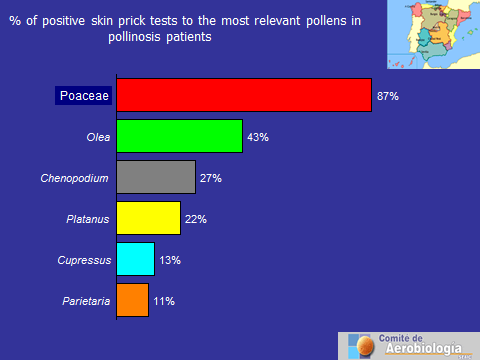 % of positive skin prick tests to the most relevant pollens in
pollinosis patients
Poaceae 87%
Olea 43%
Chenopodium 27%
Platanus 22%
Cupressus 13%
Parietaria 11%
Comité de
Aerobiología